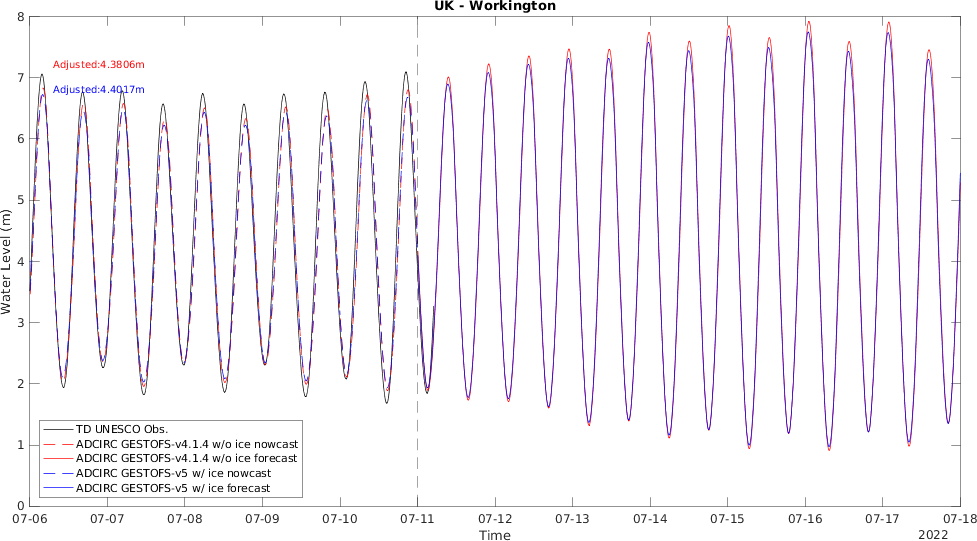 UK - Workington
8
7
6
5
4
3
2
1
0
Water Level (m)
Adjusted:4.3806m
Adjusted:4.4017m
TD UNESCO Obs.
ADCIRC GESTOFS-v4.1.4 w/o ice nowcast
ADCIRC GESTOFS-v4.1.4 w/o ice forecast
ADCIRC GESTOFS-v5 w/ ice nowcast
ADCIRC GESTOFS-v5 w/ ice forecast
07-06 07-07 07-08 07-09 07-10 07-11 07-12 07-13 07-14 07-15 07-16 07-17 07-18
Time
2022